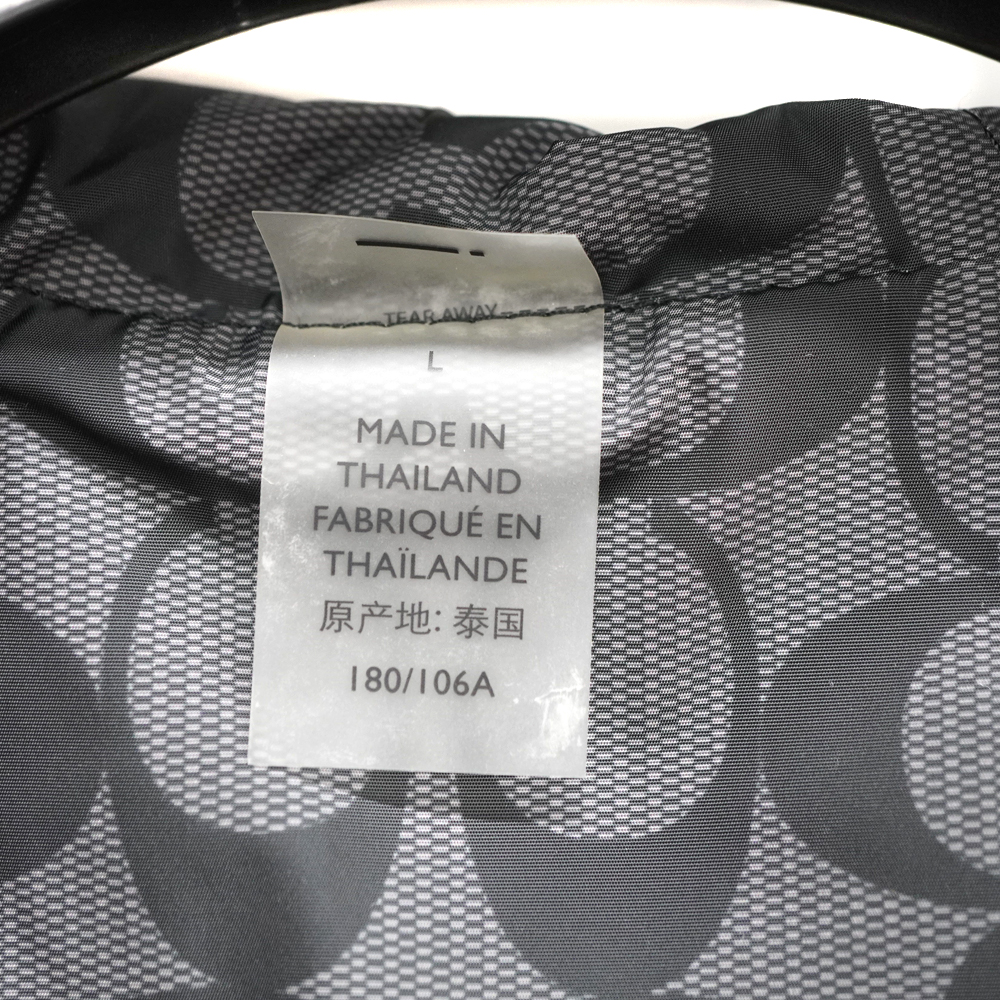 TEAR AWAY
L
MADE IN
THAILAND
FABRIQUÉ EN
THAÏLANDE
原产地: 泰国
180/106A